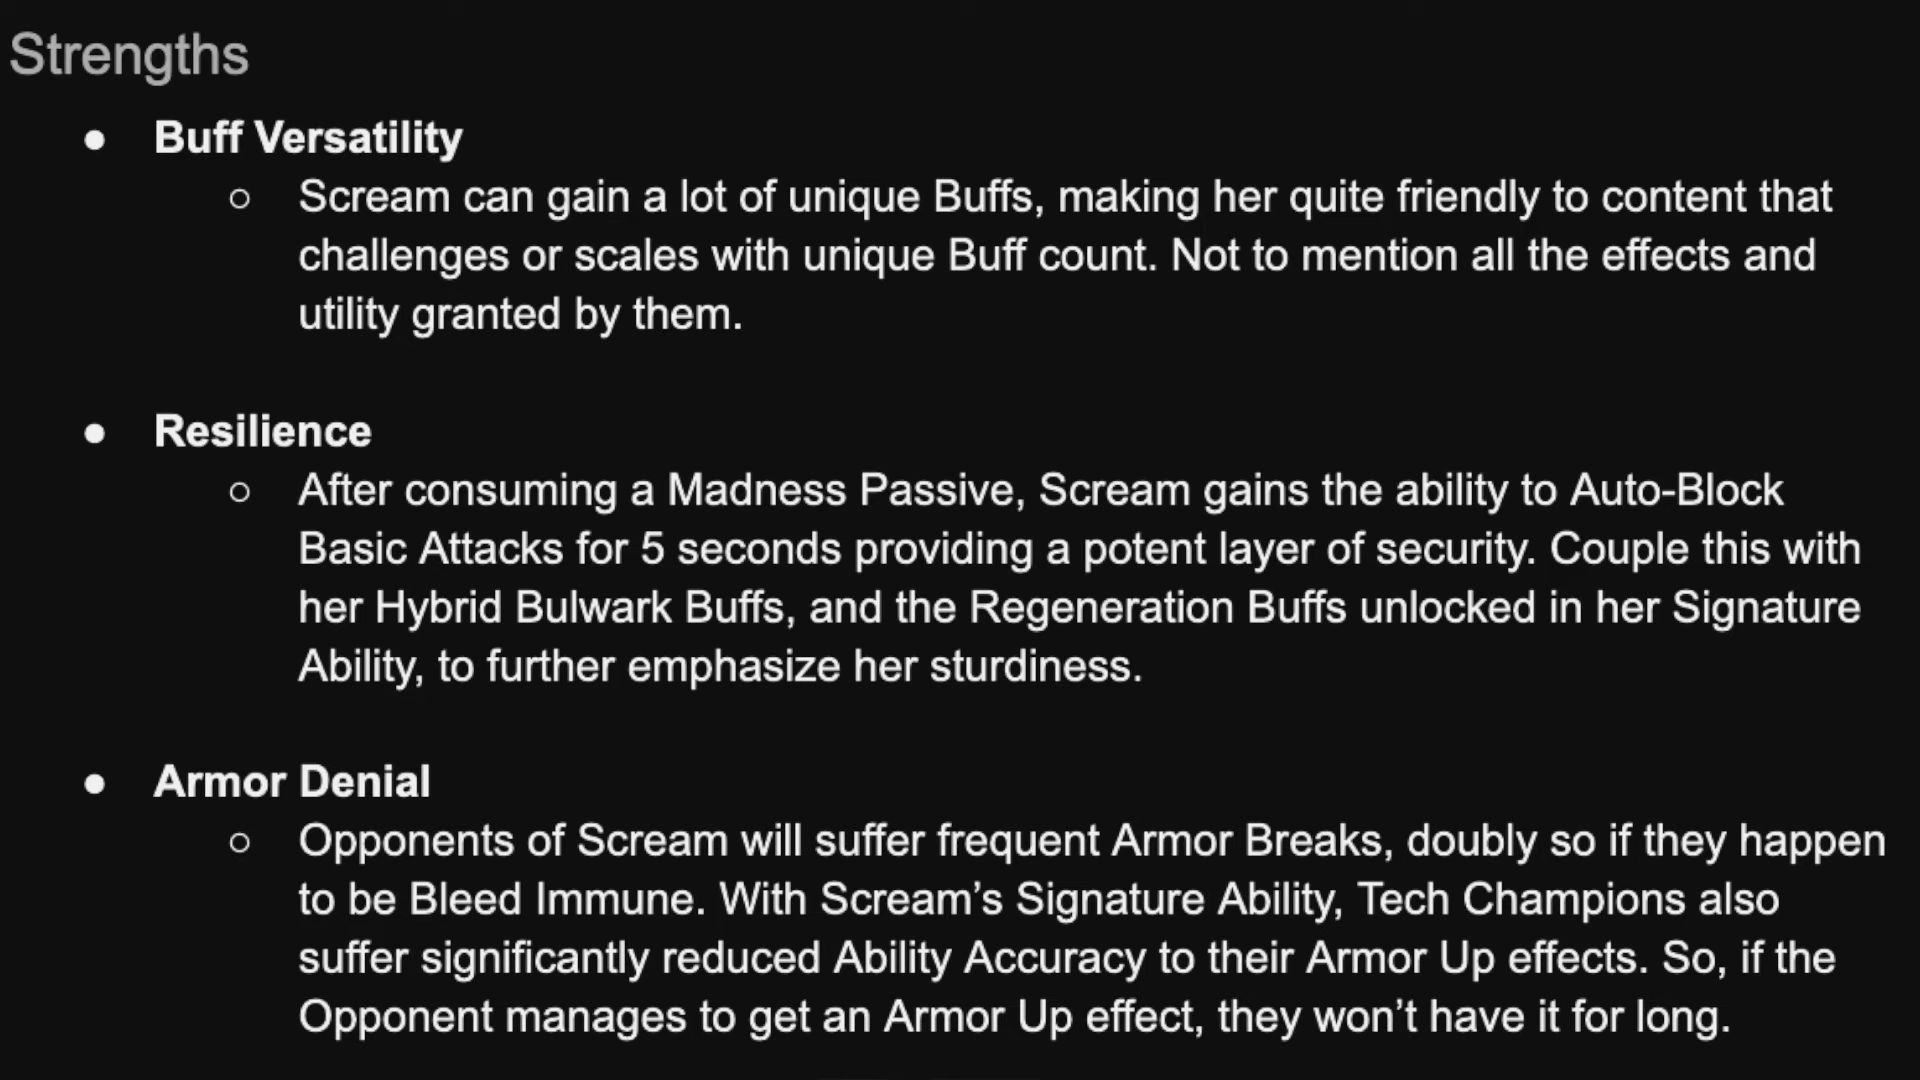 Strengths
● Buff Versatility
○ Scream can gain a lot of unique Buffs, making her quite friendly to content that
challenges or scales with unique Buff count. Not to mention all the effects and
utility granted by them.
● Resilience
○ After consuming a Madness Passive, Scream gains the ability to Auto-Block
Basic Attacks for 5 seconds providing a potent layer of security. Couple this with
her Hybrid Bulwark Buffs, and the Regeneration Buffs unlocked in her Signature
Ability, to further emphasize her sturdiness.
● Armor Denial
○ Opponents of Scream will suffer frequent Armor Breaks, doubly so if they happen
to be Bleed Immune. With Scream’s Signature Ability, Tech Champions also
suffer significantly reduced Ability Accuracy to their Armor Up effects. So, if the
Opponent manages to get an Armor Up effect, they won’t have it for long.